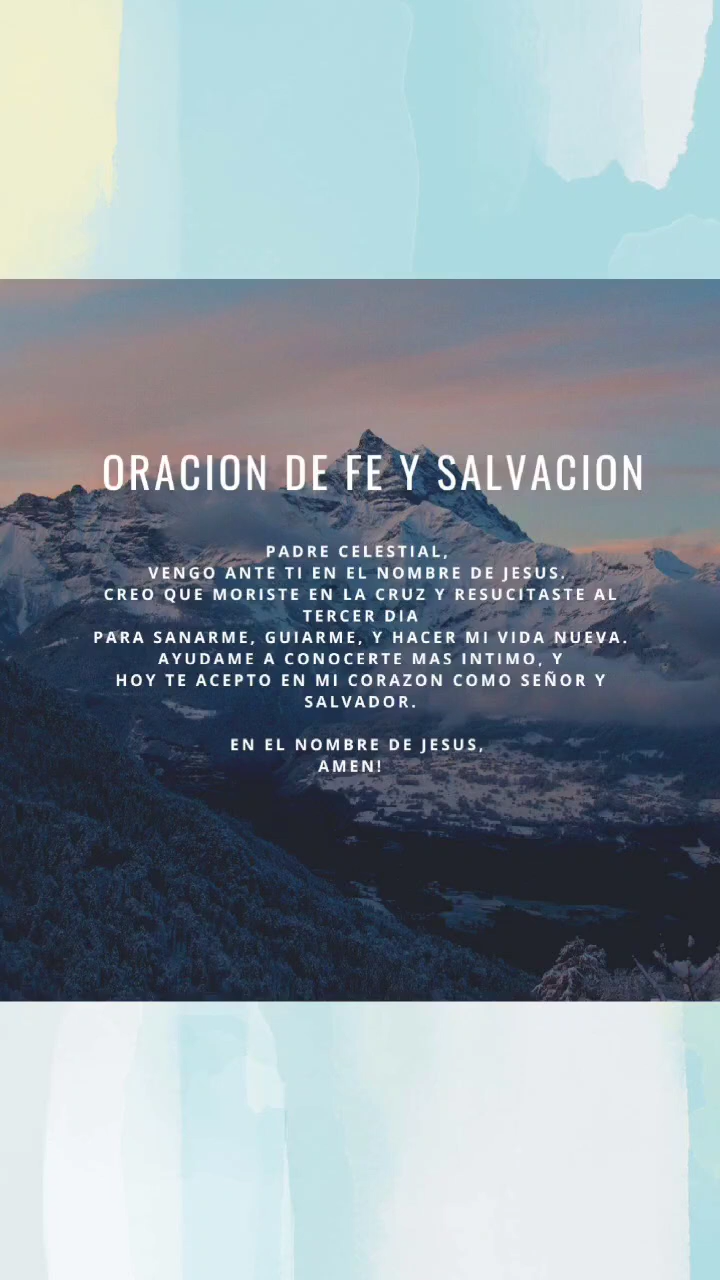 ORACION DE FE Y SALVACION
PADRE CELESTIAL,
VENGO ANTE TI EN EL NOMBRE DE JESUS.
CREO QUE MORISTE EN LA CRUZ Y RESUCITASTE AL
TERCER DIA
PARA SANARME, GUIARME, Y HACER MI VIDA NUEVA.
AYUDAME A CONOCERTE MAS INTIMO, Y
HOY TE ACEPTO EN MI CORAZON COMO SEÑOR Y
SALVADOR.
EN EL NOMBRE DE JESUS,
AMEN!